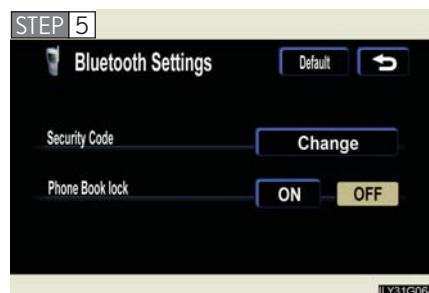 STEP 5
Bluetooth Settings
Default
Security Code
Change
Phone Book lock
ON
OFF
ILY31G06